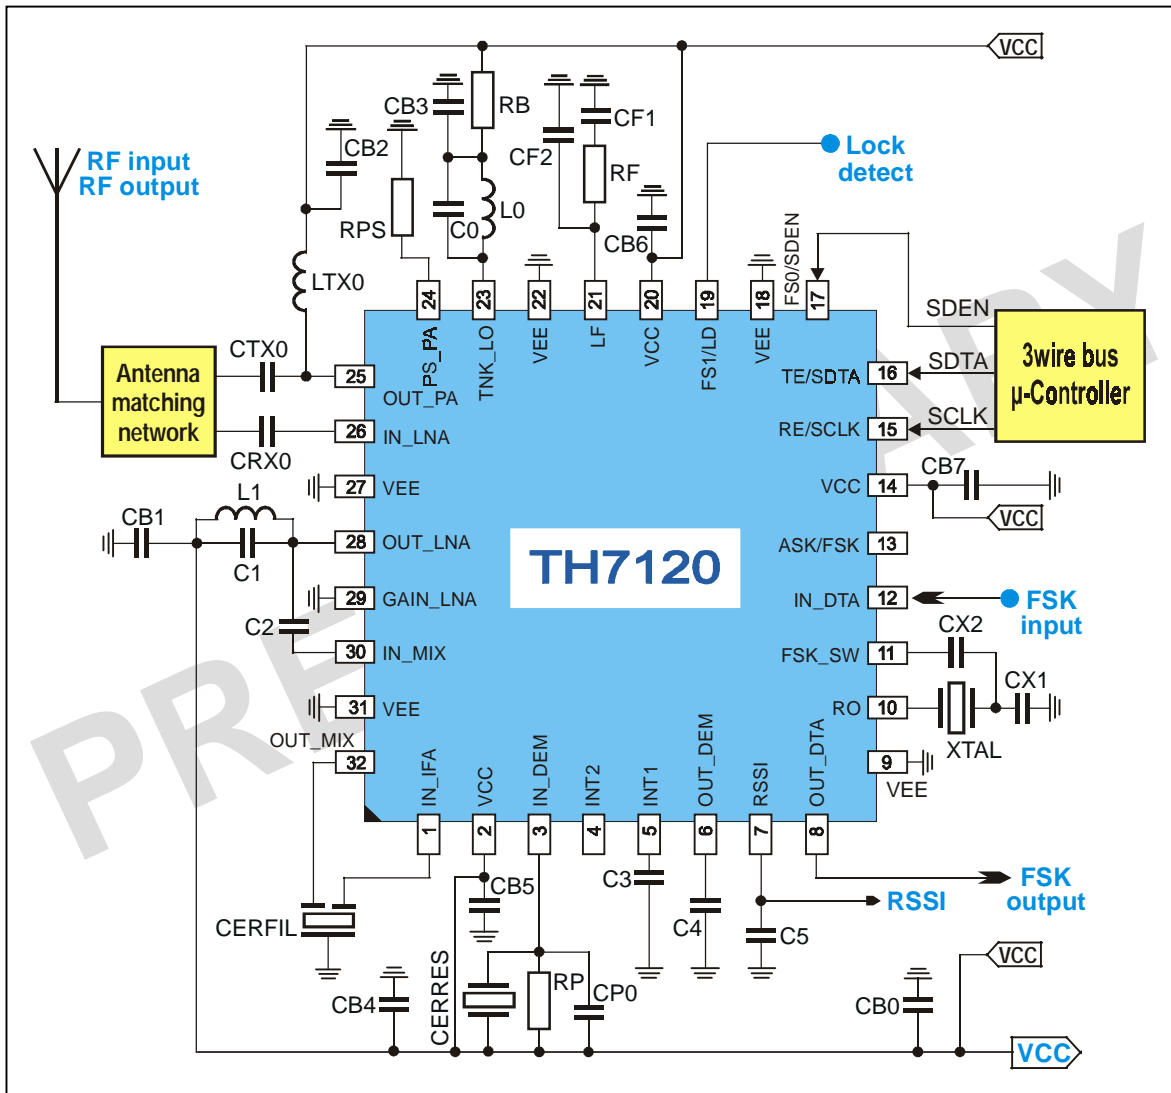 VCC
CB3
RB
CF1
CF2
CB2
RF input
RF output
Lock
detect
RPS
C0
L0
RF
CB6
LTX0
FS0/SDEN
24
23
22
21
20
19
18
17
PS_PA
TNK_LO
VEE
LF
VCC
FS1/LD
VEE
SDEN
SDTA
SCLK
3wire bus
µ-Controller
CTX0
Antenna
matching
network
CRX0
25
OUT_PA
26
IN_LNA
27
VEE
28
OUT_LNA
29
GAIN_LNA
30
IN_MIX
31
VEE
OUT_MIX
32
TE/SDTA
16
RE/SCLK
15
VCC
14
ASK/FSK
13
IN_DTA
12
FSK_SW
11
RO
10
9
VEE
CB7
VCC
L1
CB1
C1
C2
TH7120
FSK
input
CX2
CX1
XTAL
PRELIMINARY
IN_IFA
VCC
IN_DEM
INT2
INT1
OUT_DEM
RSSI
OUT_DTA
1
2
3
4
5
6
7
8
CERFIL
CB5
C3
C4
C5
RSSI
FSK
output
CERRES
RP
CP0
CB4
CB0
VCC
VCC